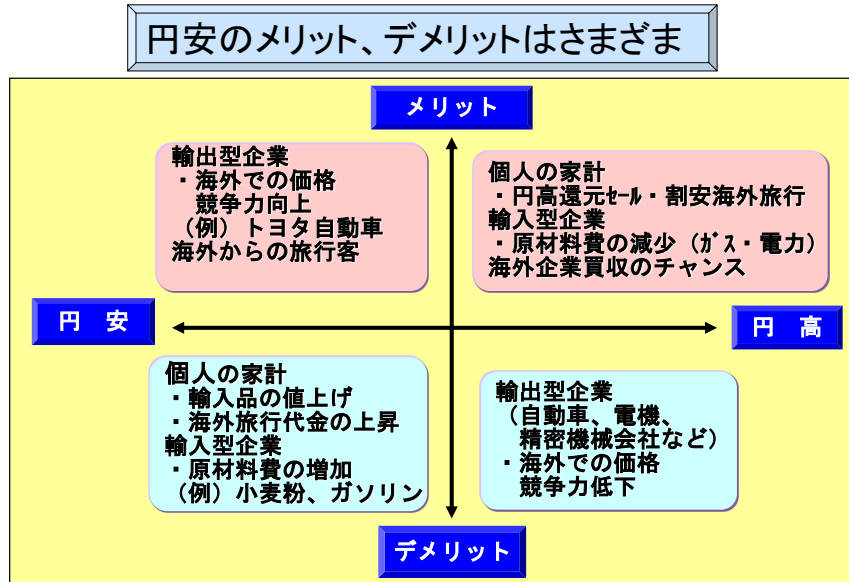 円安のメリット、デメリットはさまざま
メリット
輸出型企業
・海外での価格
競争力向上
（例）トヨタ自動車
海外からの旅行客
個人の家計
・円高還元ｾｰﾙ・割安海外旅行
輸入型企業
・原材料費の減少（ｶﾞｽ・電力）
海外企業買収のチャンス
円　安
円　高
個人の家計
・輸入品の値上げ
・海外旅行代金の上昇
輸入型企業
・原材料費の増加
（例）小麦粉、ガソリン
輸出型企業
（自動車、電機、
精密機械会社など）
・海外での価格
競争力低下
デメリット